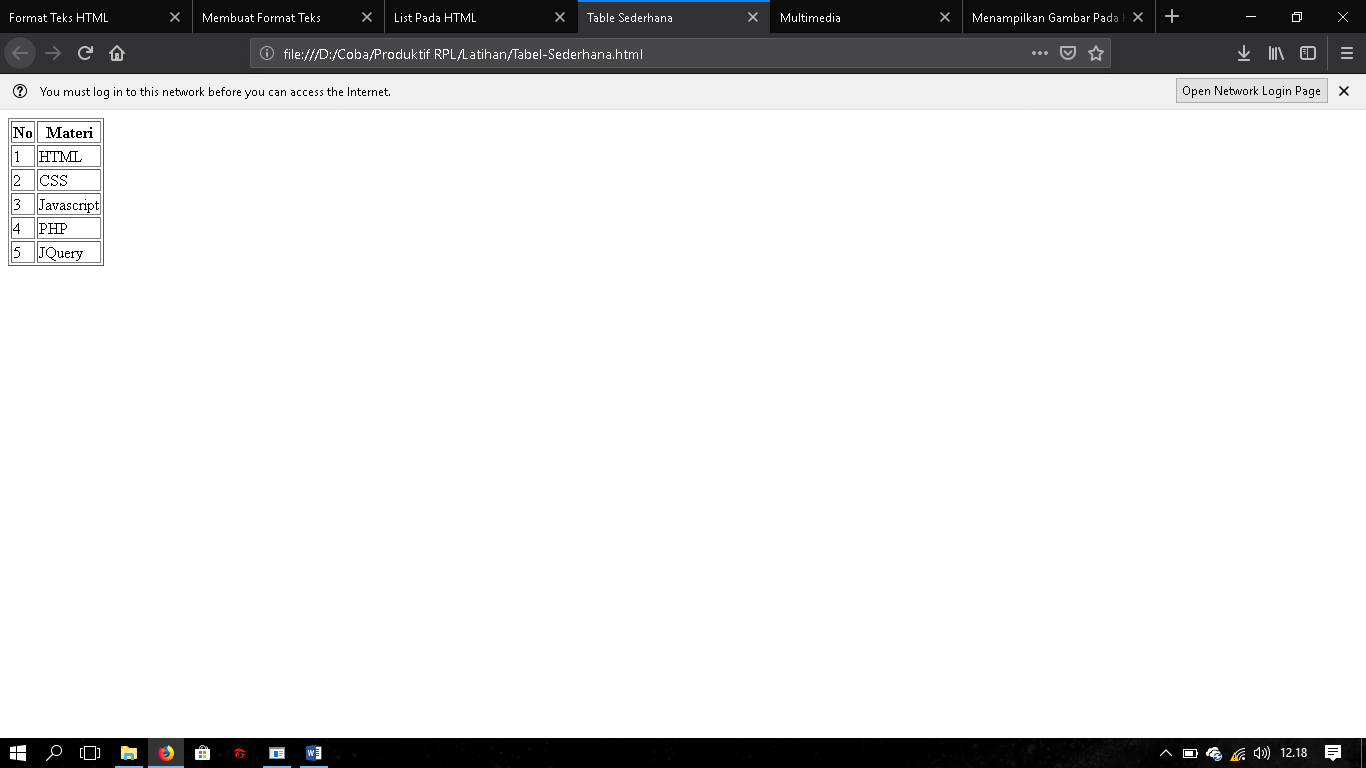 Format Teks HTML
Membuat Format Teks
List Pada HTML
Table Sederhana
Multimedia
Menampilkan Gambar Pada
file:///D:/Coba/Produktif RPL/Latihan/Tabel-Sederhana.html
You must log in to this network before you can access the Internet.
Open Network Login Page
No Materi
1 HTML
2 CSS
3 Javascript
4 PHP
5 JQuery
12.18